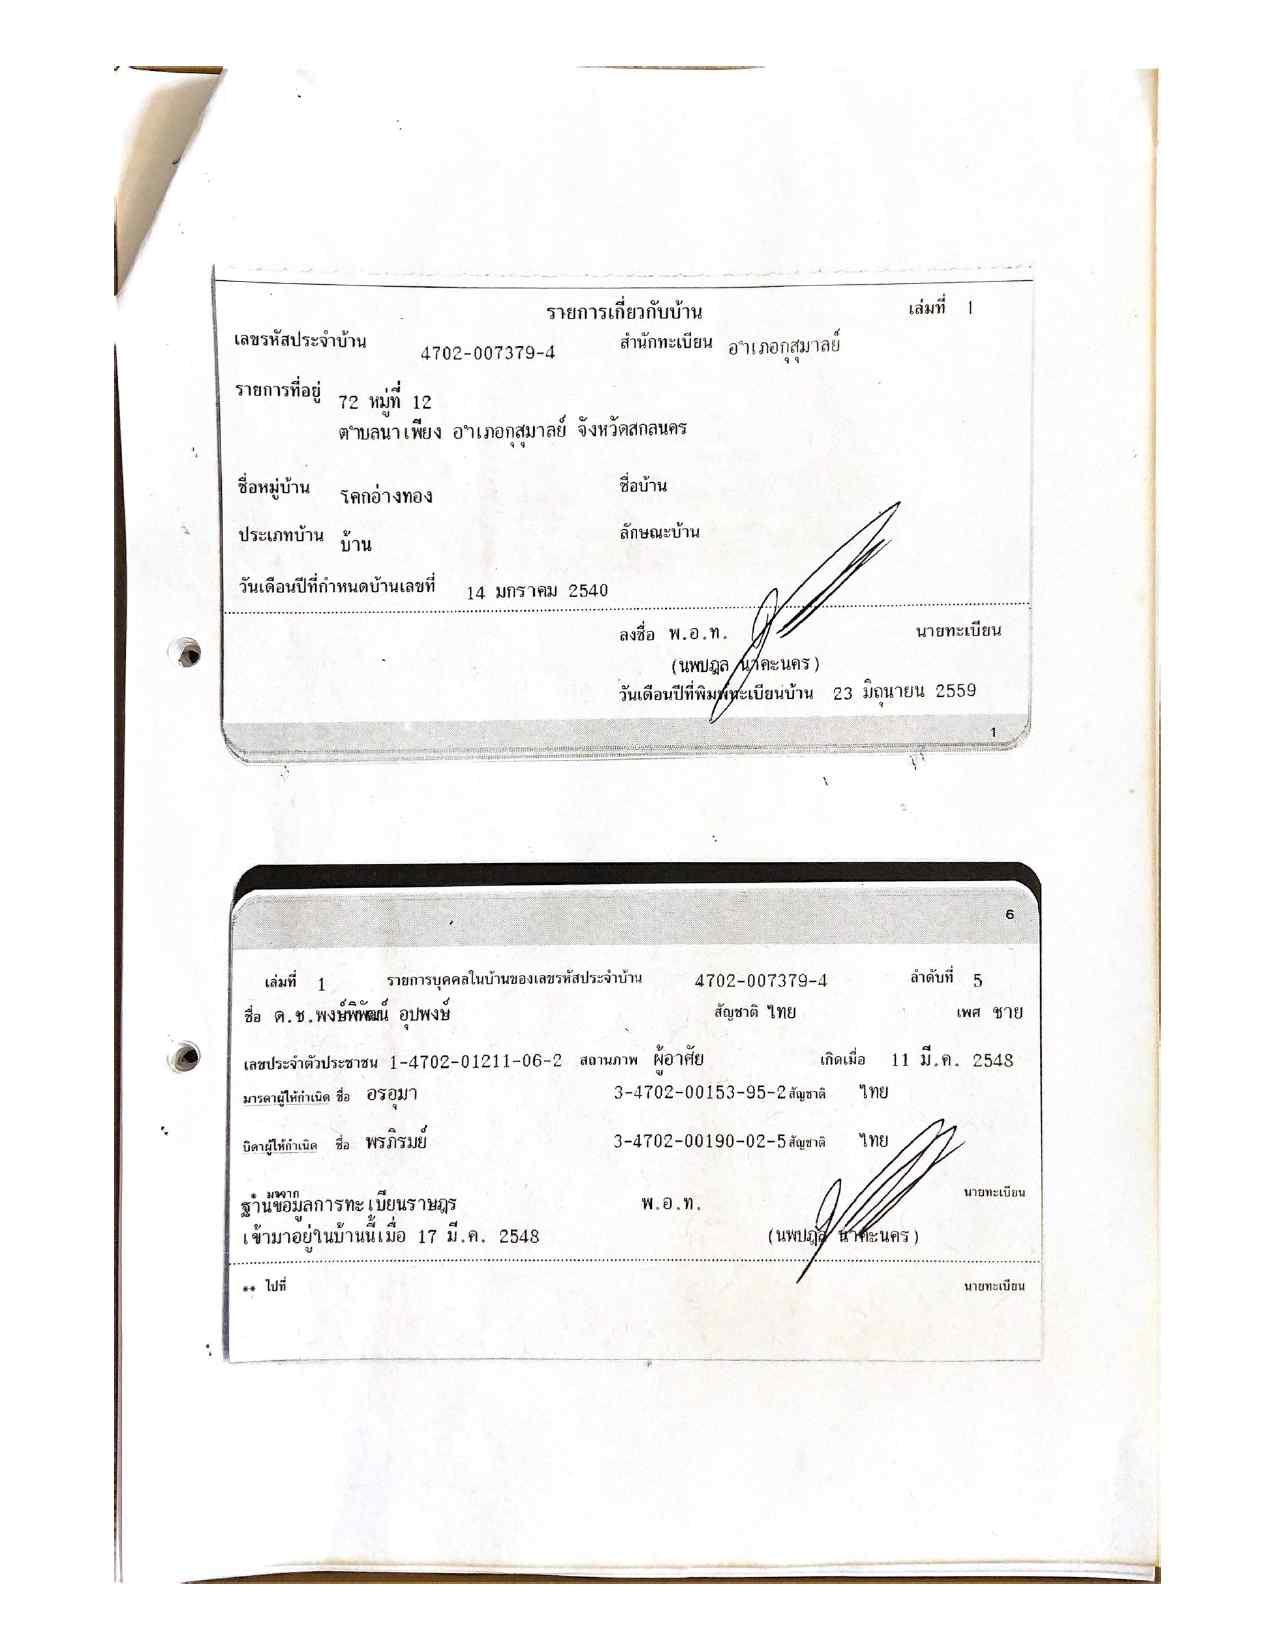 รายการเกี่ยวกับบ้าน เล่มที่ 1
เลขรหัสประจำบ้าน 4702-007379-4 สำนักทะเบียน อำเภอกุสุมาลย์
รายการที่อยู่ 72 หมู่ที่ 12
ตำบลนาเพียง อำเภอกุสุมาลย์ จังหวัดสกลนคร
ชื่อหมู่บ้าน โคกอ่างทอง ชื่อบ้าน
ประเภทบ้าน บ้าน ลักษณะบ้าน
วันเดือนปีที่กำหนดบ้านเลขที่ 14 มกราคม 2540
ลงชื่อ พ.อ.ท. นายทะเบียน
(นพปฎล นาคะนคร)
วันเดือนปีที่พิมพ์ทะเบียนบ้าน 23 มิถุนายน 2559
1
6
เล่มที่ 1 รายการบุคคลในบ้านของเลขรหัสประจำบ้าน 4702-007379-4 ลำดับที่ 5
ชื่อ ด.ช.พงษ์พิพัฒน์ อุปพงษ์ สัญชาติ ไทย เพศ ชาย
เลขประจำตัวประชาชน 1-4702-01211-06-2 สถานภาพ ผู้อาศัย เกิดเมื่อ 11 มี.ค. 2548
มารดาผู้ให้กำเนิด ชื่อ อรอุมา 3-4702-00153-95-2 สัญชาติ ไทย
บิดาผู้ให้กำเนิด ชื่อ พรภิรมย์ 3-4702-00190-02-5 สัญชาติ ไทย
* มาจาก นายทะเบียน
ฐานข้อมูลการทะเบียนราษฎร พ.อ.ท.
เข้ามาอยู่ในบ้านนี้เมื่อ 17 มี.ค. 2548 (นพปฎล นาคะนคร)
** ไปที่ นายทะเบียน